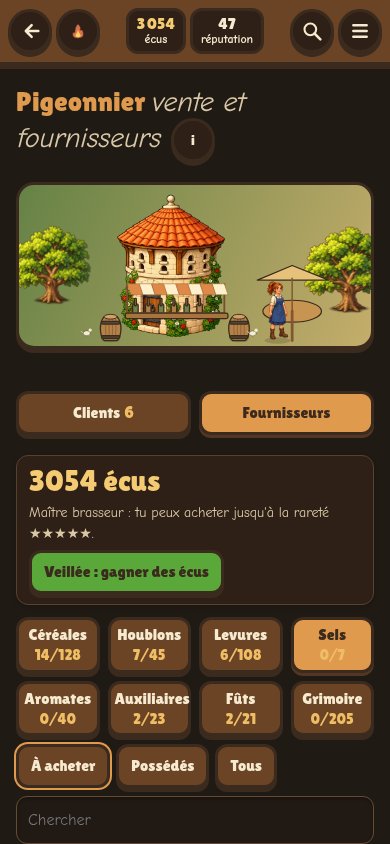 3054
écus
47
réputation
Pigeonnier vente et
fournisseurs i
Clients 6
Fournisseurs
3054 écus
Maître brasseur : tu peux acheter jusqu'à la rareté
★★★★★.
Veillée : gagner des écus
Céréales
14/128
Houblons
7/45
Levures
6/108
Sels
0/7
Aromates
0/40
Auxiliaires
2/23
Fûts
2/21
Grimoire
0/205
À acheter
Possédés
Tous
Chercher